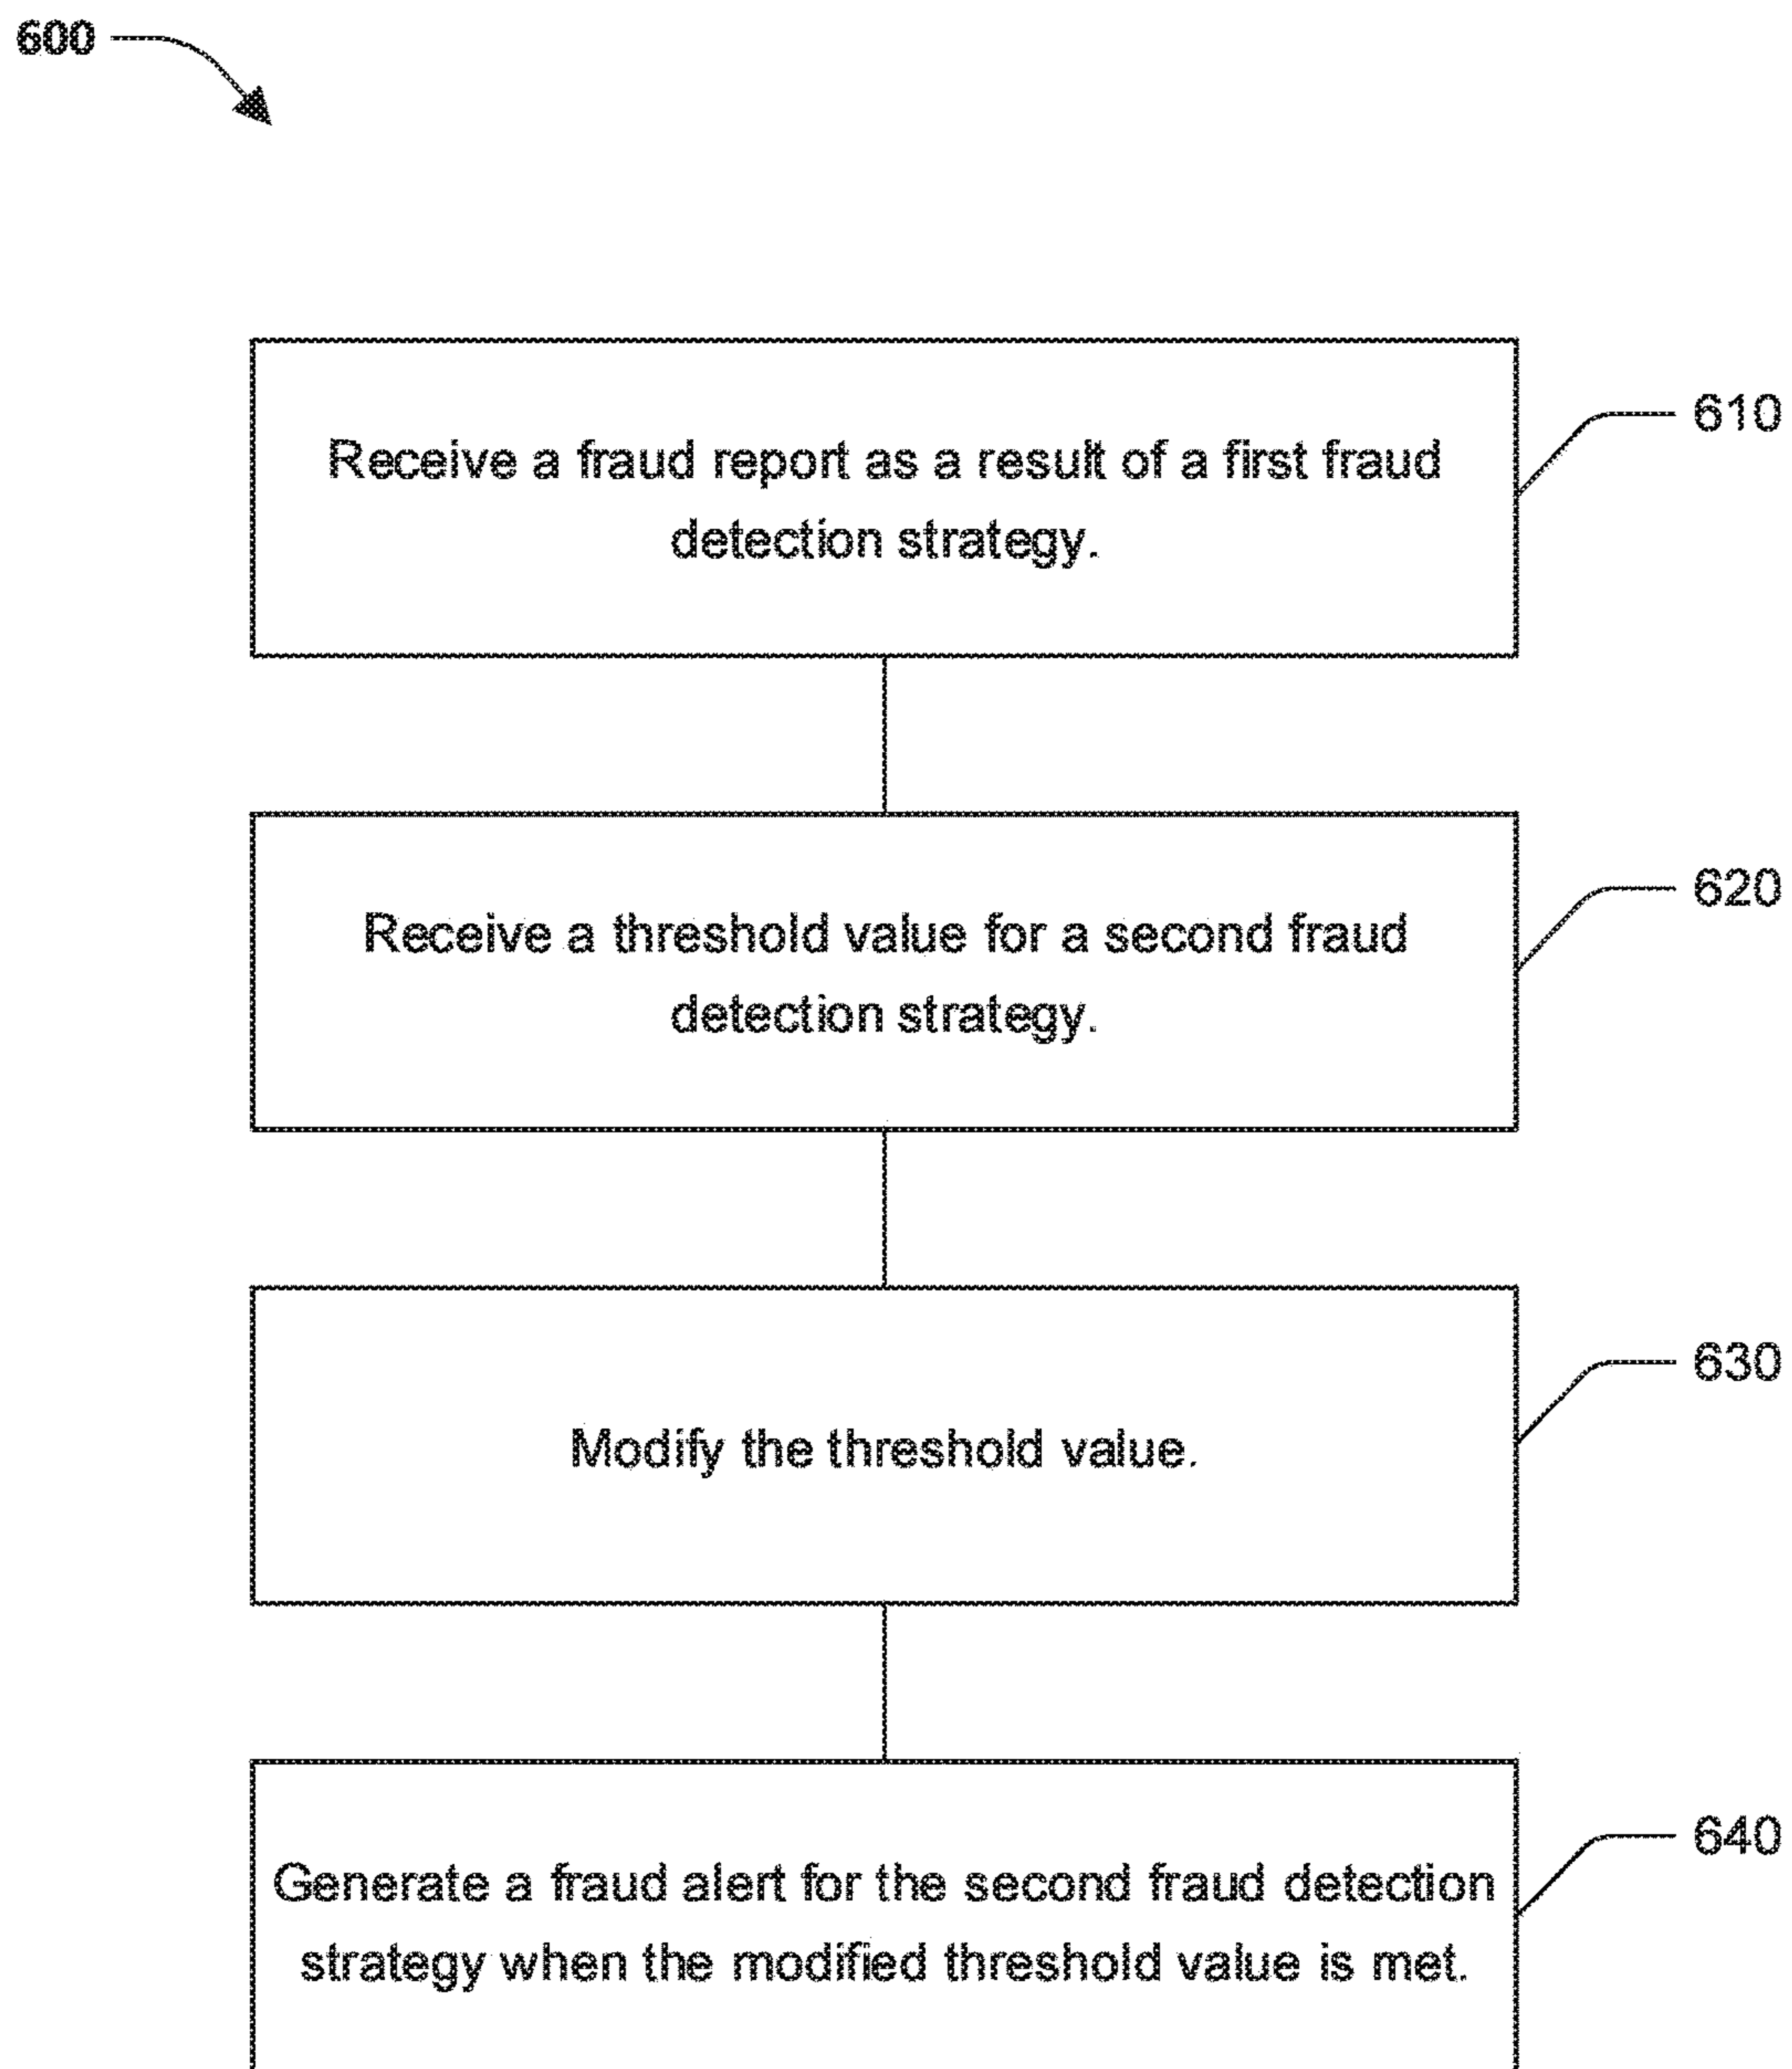 600
Receive a fraud report as a result of a first fraud
detection strategy.
610
Receive a threshold value for a second fraud
detection strategy.
620
Modify the threshold value.
630
Generate a fraud alert for the second fraud detection
strategy when the modified threshold value is met.
640